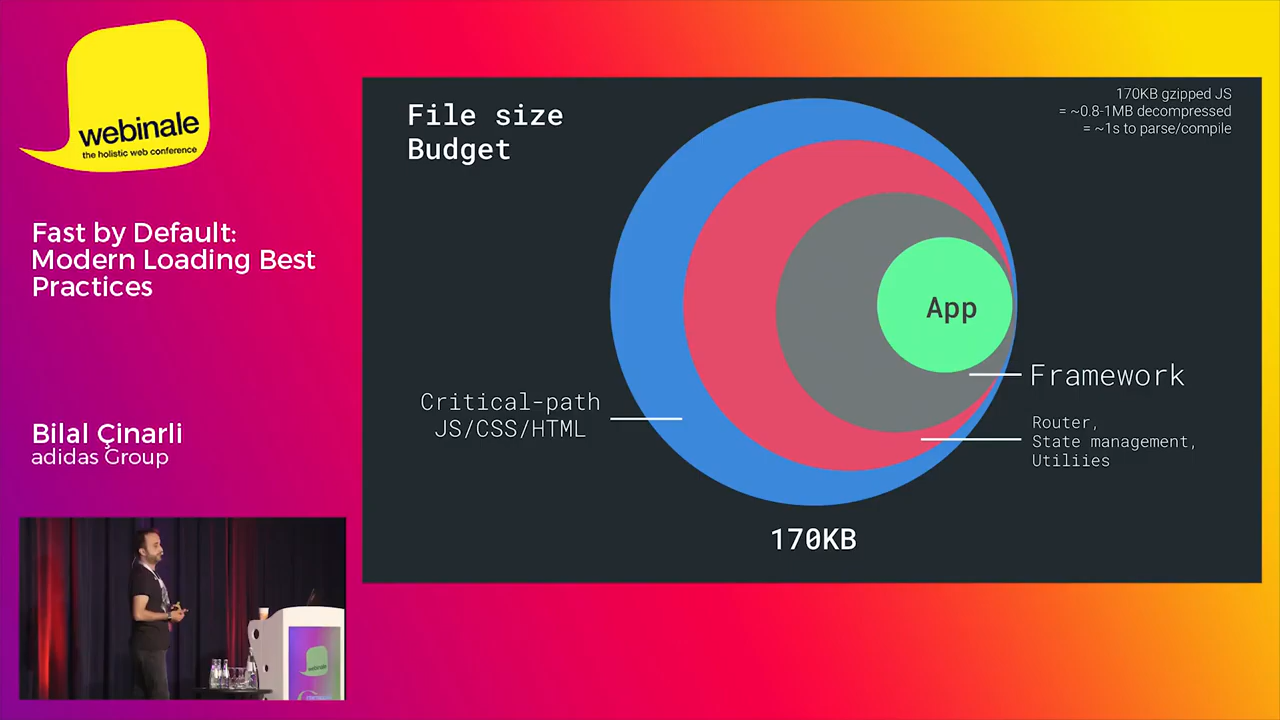 webinale
the holistic web conference
Fast by Default:
Modern Loading Best
Practices
Bilal Çinarli
adidas Group
File size
Budget
170KB gzipped JS
= ~0.8-1MB decompressed
= ~1s to parse/compile
App
Framework
Critical-path
JS/CSS/HTML
Router,
State management,
Utiliies
170KB
webinale